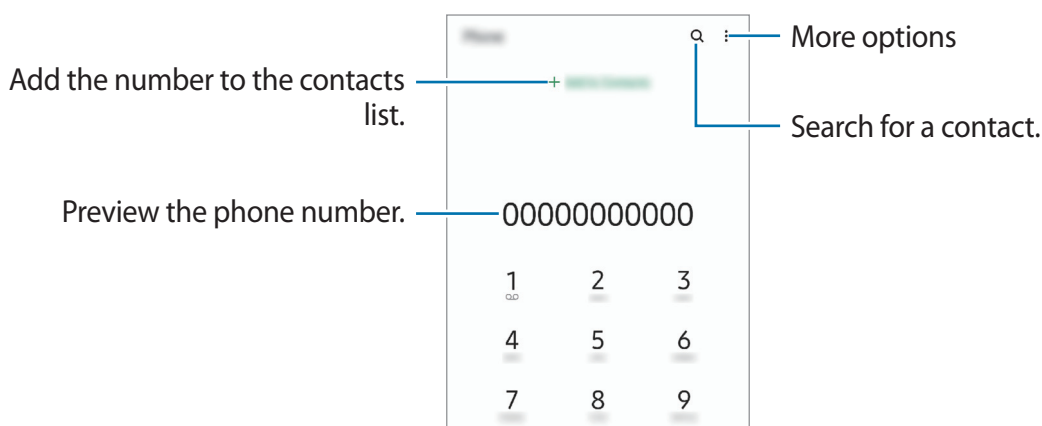 More options
Add the number to the contacts
list.
Search for a contact.
Preview the phone number.
00000000000
1 2 3
4 5 6
7 8 9